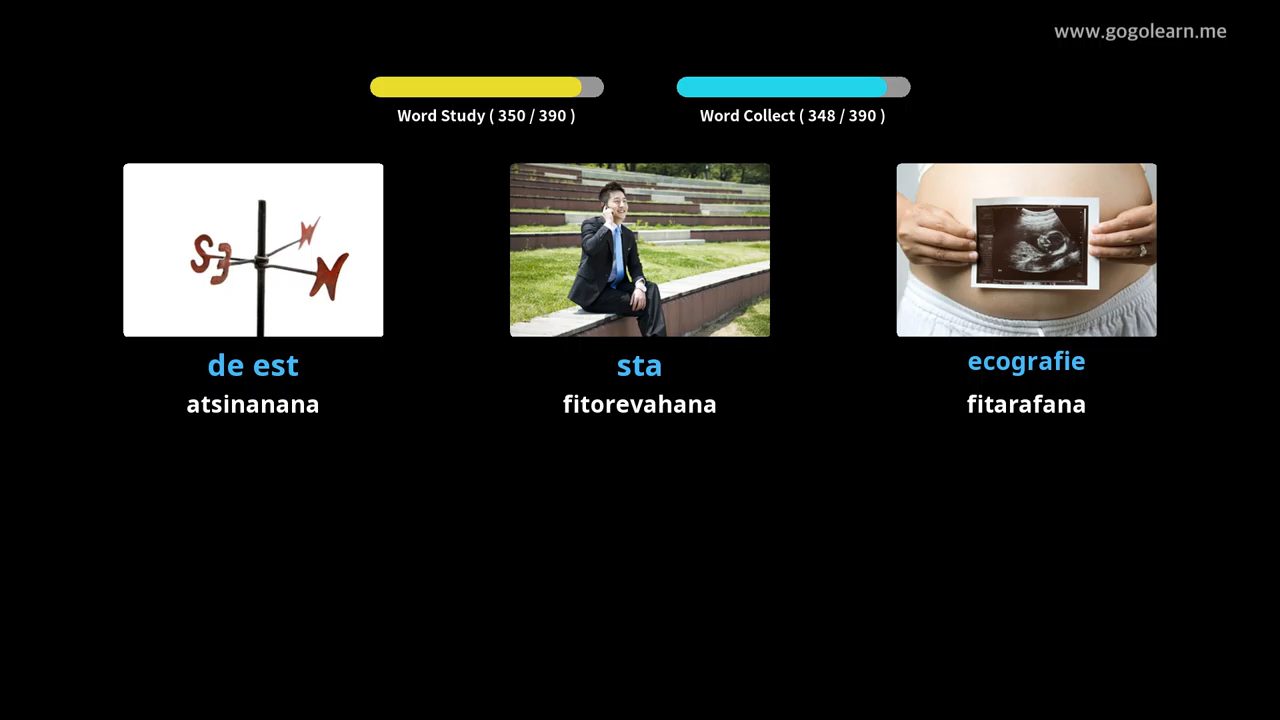 www.gogolearn.me
Word Study ( 350 / 390 )
Word Collect ( 348 / 390 )
de est
sta
ecografie
atsinanana
fitorevahana
fitarafana